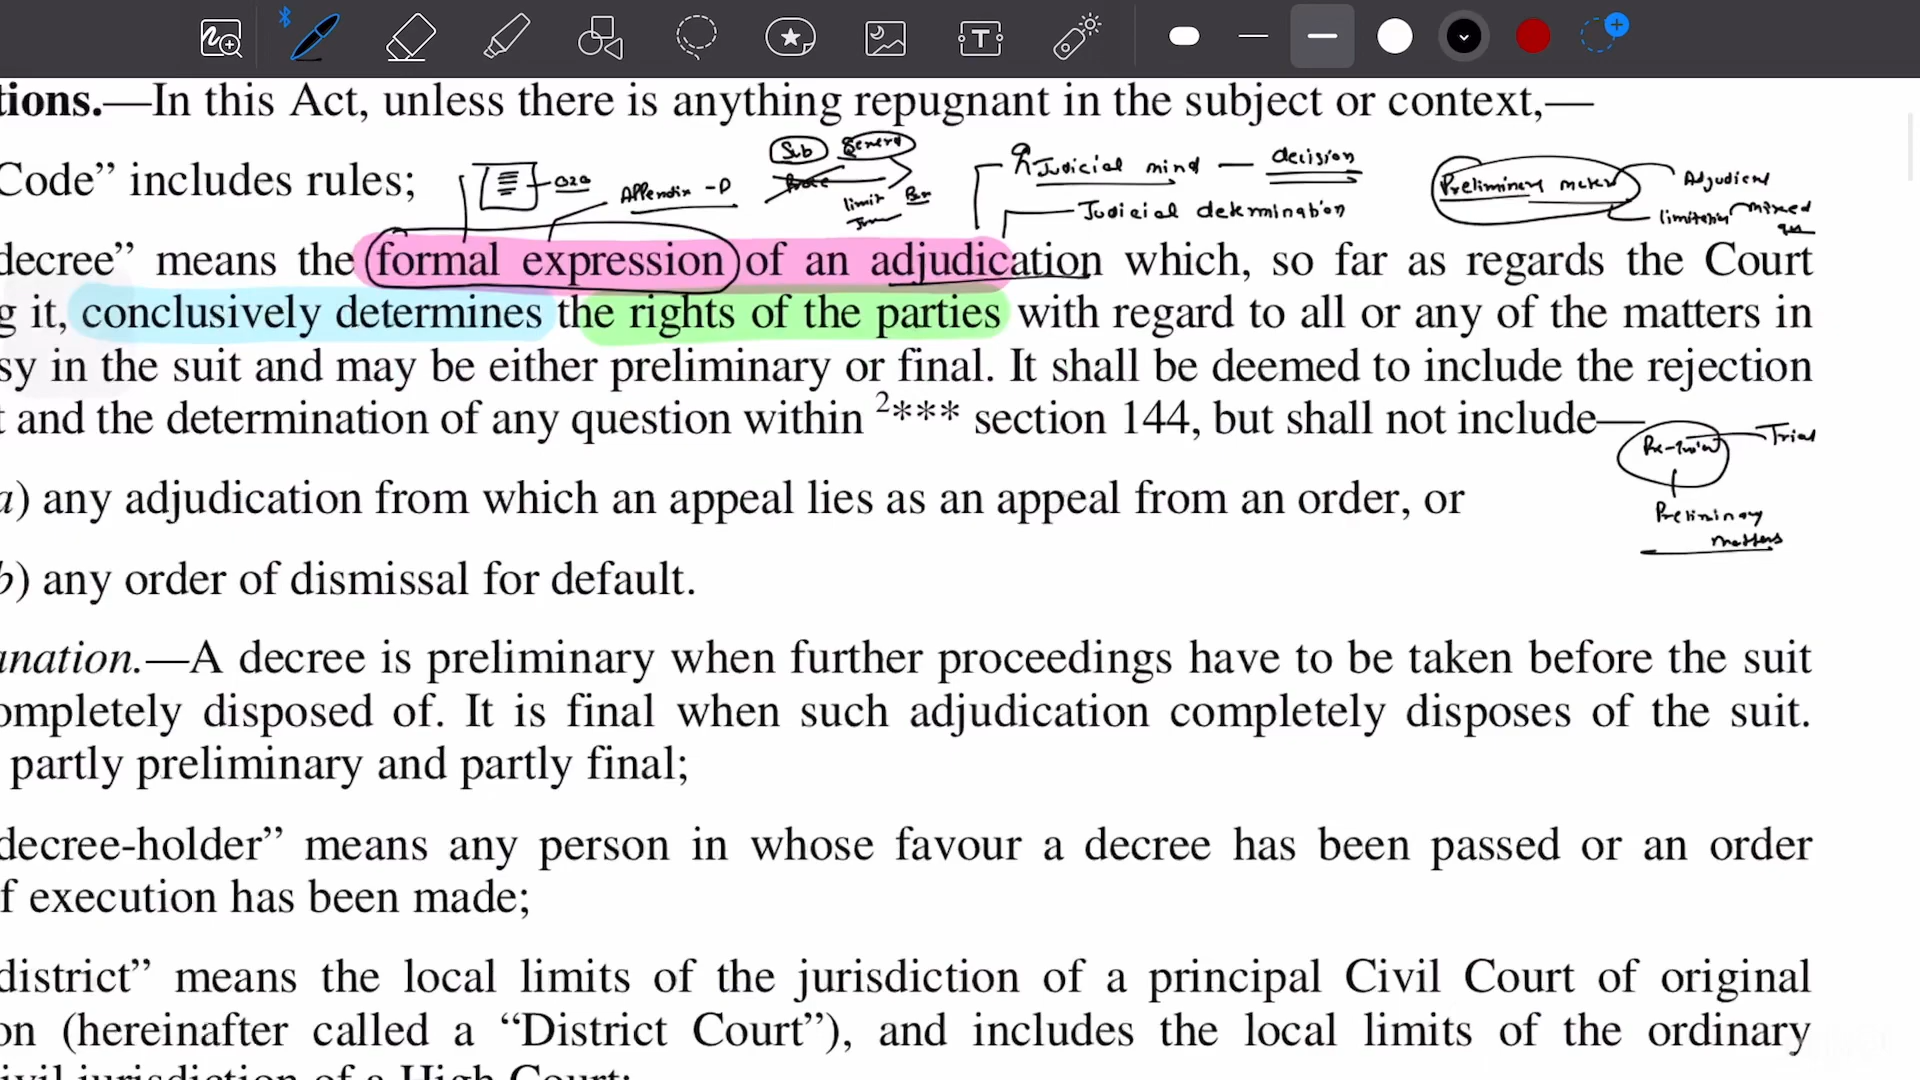 tions.—In this Act, unless there is anything repugnant in the subject or context,—
Sub
Judicial mind — decision
Code” includes rules;
O20
Appendix -D
limit
Judicial determination
Preliminary
Adjudical
mixed
decree” means the formal expression of an adjudication which, so far as regards the Court
g it, conclusively determines the rights of the parties with regard to all or any of the matters in
sy in the suit and may be either preliminary or final. It shall be deemed to include the rejection
t and the determination of any question within ²*** section 144, but shall not include—
Trial
a) any adjudication from which an appeal lies as an appeal from an order, or
Preliminary
matters
b) any order of dismissal for default.
anation.—A decree is preliminary when further proceedings have to be taken before the suit
ompletely disposed of. It is final when such adjudication completely disposes of the suit.
partly preliminary and partly final;
decree-holder” means any person in whose favour a decree has been passed or an order
f execution has been made;
district” means the local limits of the jurisdiction of a principal Civil Court of original
on (hereinafter called a “District Court”), and includes the local limits of the ordinary
ivil jurisdiction of a High Court;